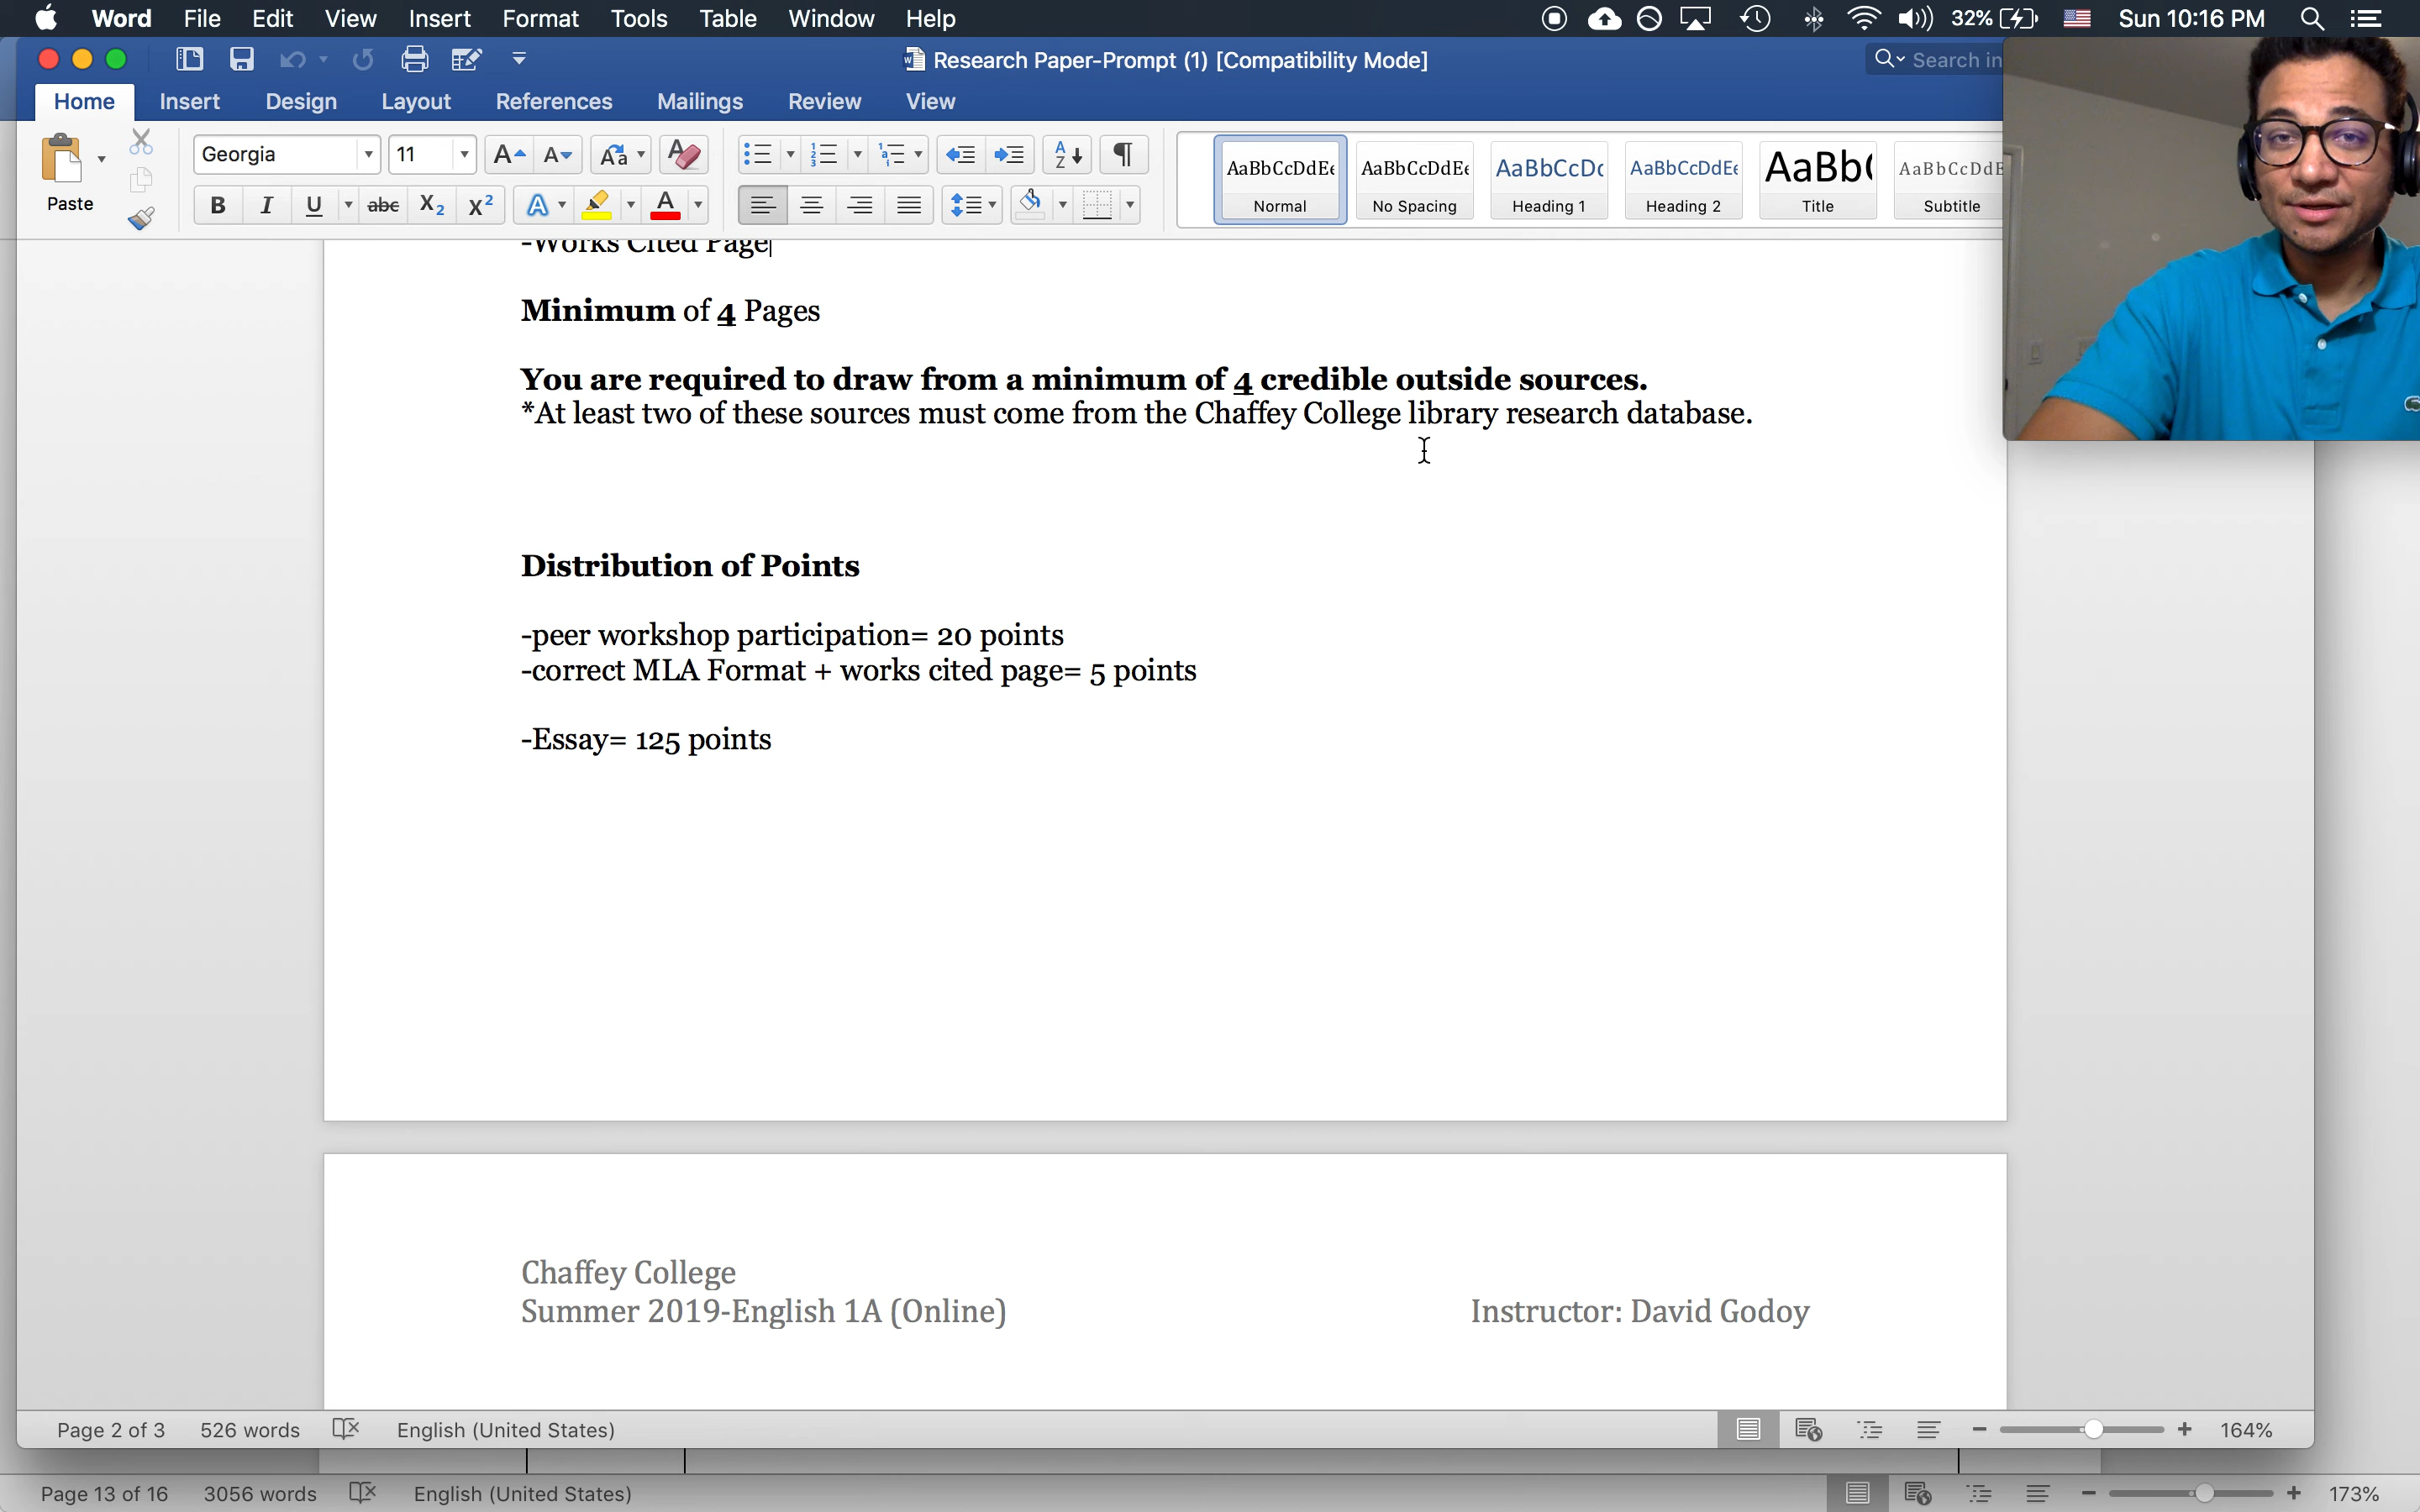 Word File Edit View Insert Format Tools Table Window Help 32% Sun 10:16 PM
Research Paper-Prompt (1) [Compatibility Mode] Search in
Home Insert Design Layout References Mailings Review View
Paste Georgia 11
AaBbCcDdEe AaBbCcDdEe AaBbCcDc AaBbCcDdEe AaBb( AaBbCcDdE
Normal No Spacing Heading 1 Heading 2 Title Subtitle
-Works Cited Page
Minimum of 4 Pages
You are required to draw from a minimum of 4 credible outside sources.
*At least two of these sources must come from the Chaffey College library research database.
Distribution of Points
-peer workshop participation= 20 points
-correct MLA Format + works cited page= 5 points
-Essay= 125 points
Chaffey College
Summer 2019-English 1A (Online) Instructor: David Godoy
Page 2 of 3 526 words English (United States) 164%
Page 13 of 16 3056 words English (United States) 173%